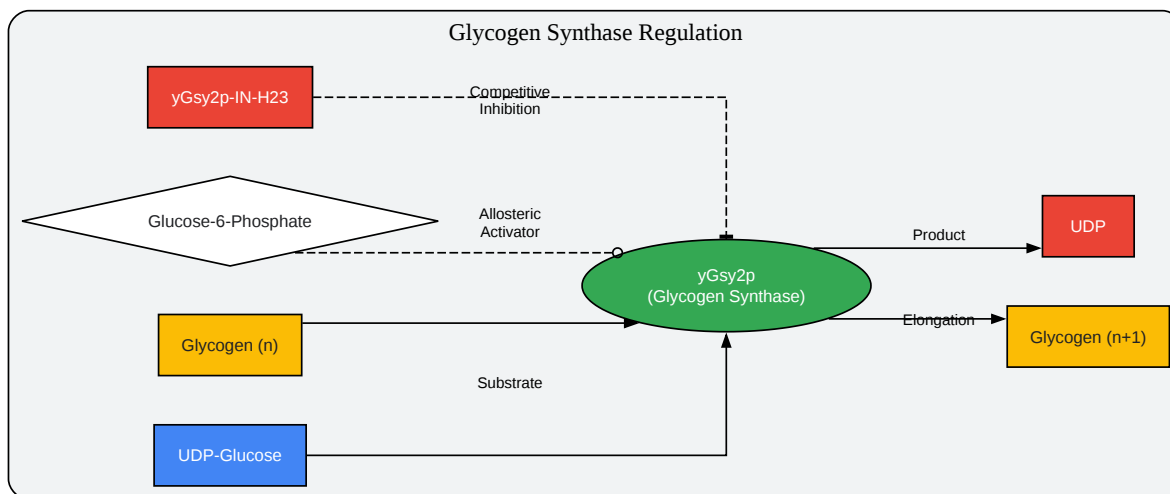 Glycogen Synthase Regulation
yGsy2p-IN-H23
Competitive
Inhibition
Glucose-6-Phosphate
Allosteric
Activator
UDP
Product
yGsy2p
(Glycogen Synthase)
Glycogen (n)
Elongation
Glycogen (n+1)
Substrate
UDP-Glucose